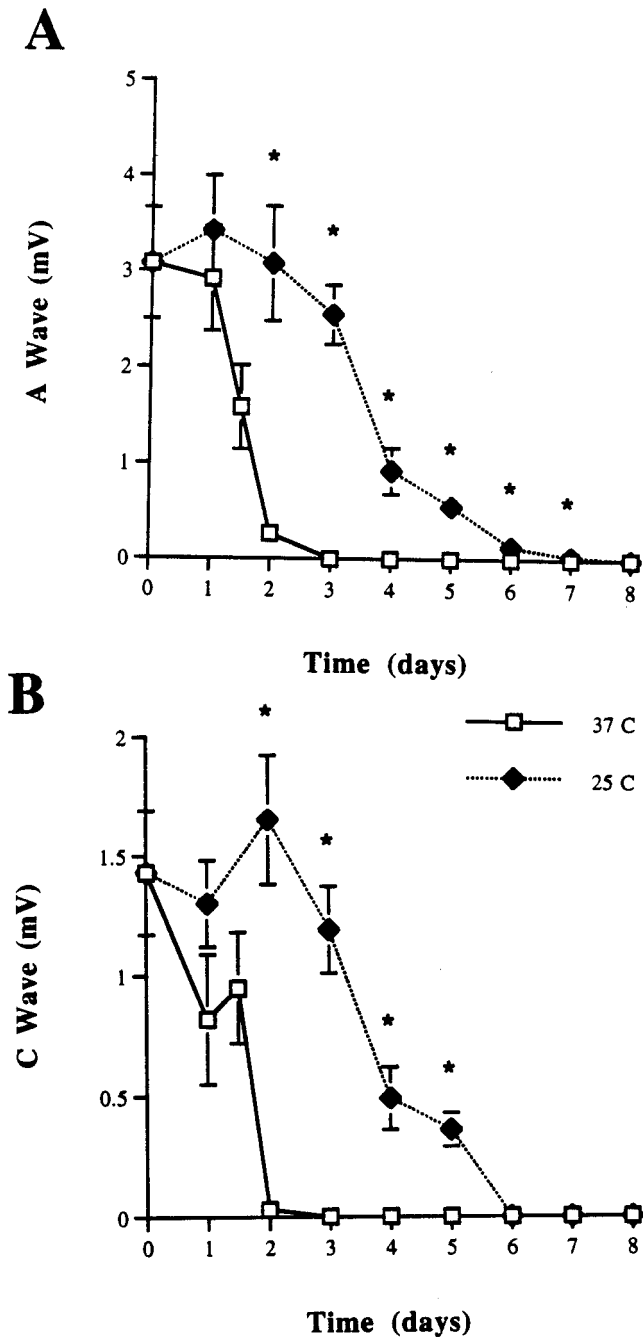 A
5
4
3
2
1
0
A Wave (mV)
* * * * * *
0 1 2 3 4 5 6 7 8
Time (days)
B
37 C
25 C
2
1.5
1
0.5
0
C Wave (mV)
* * * *
0 1 2 3 4 5 6 7 8
Time (days)